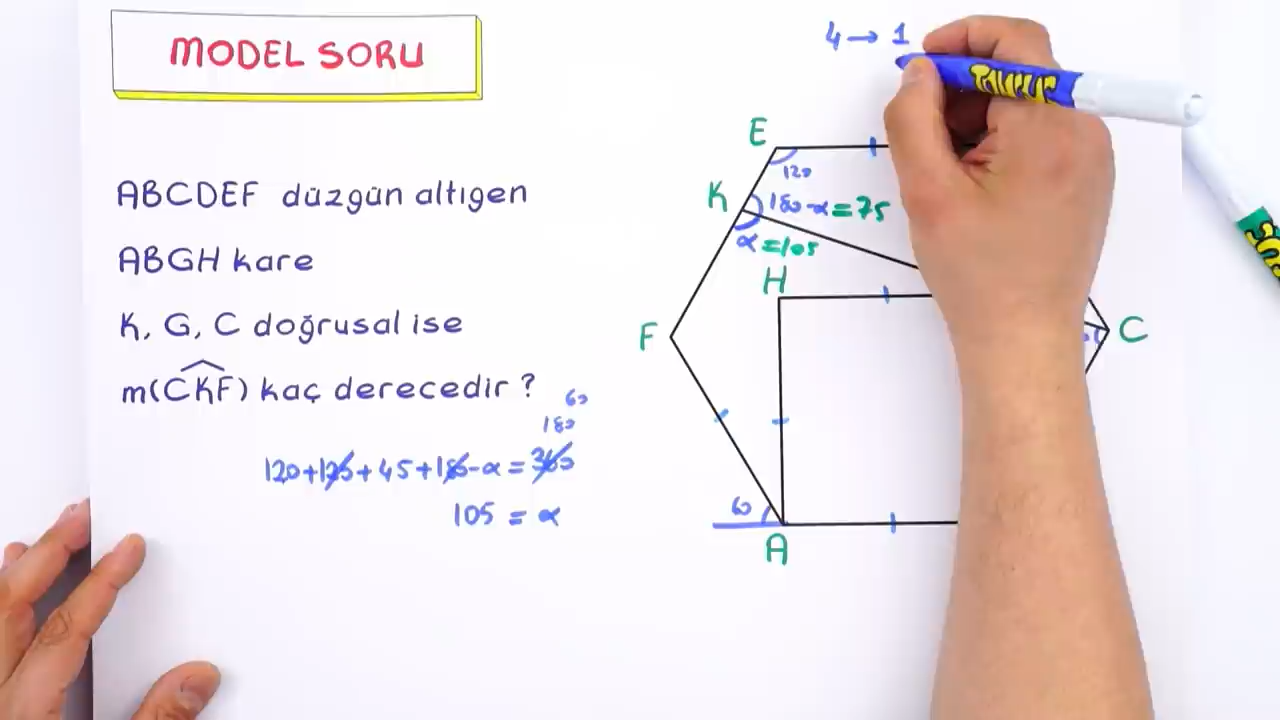 MODEL SORU
ABCDEF düzgün altıgen
ABGH kare
K, G, C doğrusal ise
m(CKF) kaç derecedir ?
60
180
120+125+45+180-α=360
105 = α
4→1
E
120
K
180-α=75
α=105
H
F
C
60
A